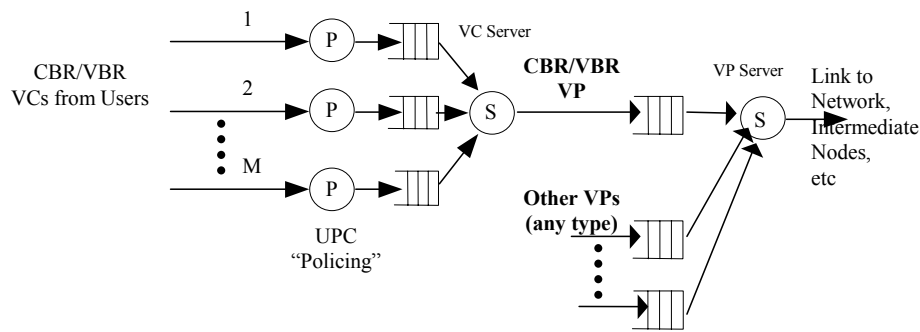 1
P
VC Server
CBR/VBR
VCs from Users
2
P
S
CBR/VBR
VP
VP Server
S
Link to
Network,
Intermediate
Nodes,
etc
M
P
UPC
“Policing”
Other VPs
(any type)